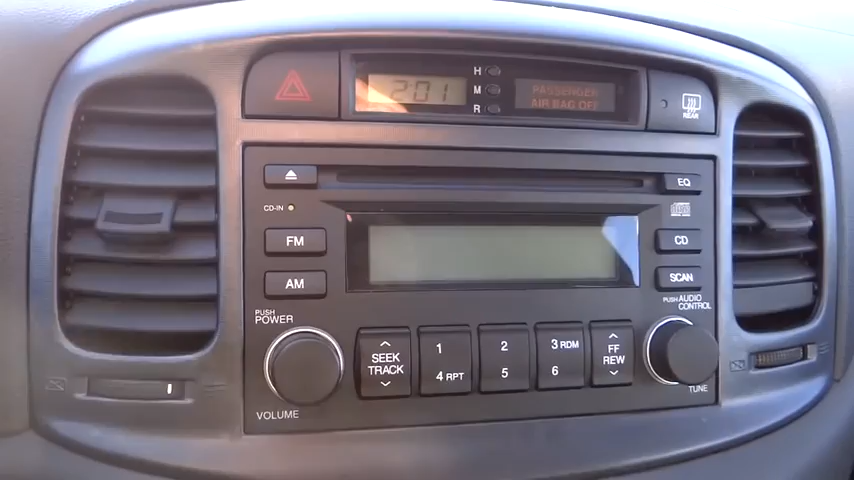 2:01
H
M
R
PASSENGER
AIR BAG OFF
REAR
EQ
CD-IN
FM
CD
AM
SCAN
PUSH
POWER
PUSH AUDIO
CONTROL
SEEK
TRACK
1
4 RPT
2
5
3 RDM
6
FF
REW
VOLUME
TUNE